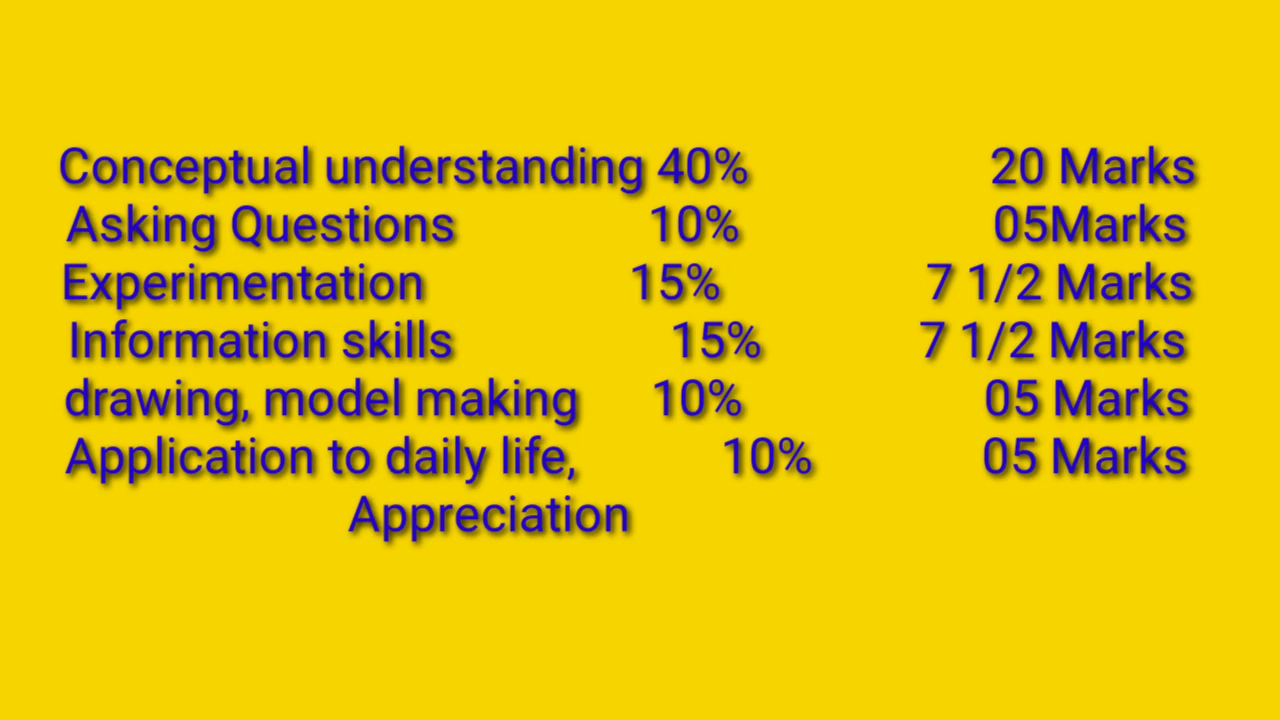 Conceptual understanding 40% 20 Marks
Asking Questions 10% 05Marks
Experimentation 15% 7 1/2 Marks
Information skills 15% 7 1/2 Marks
drawing, model making 10% 05 Marks
Application to daily life, 10% 05 Marks
Appreciation